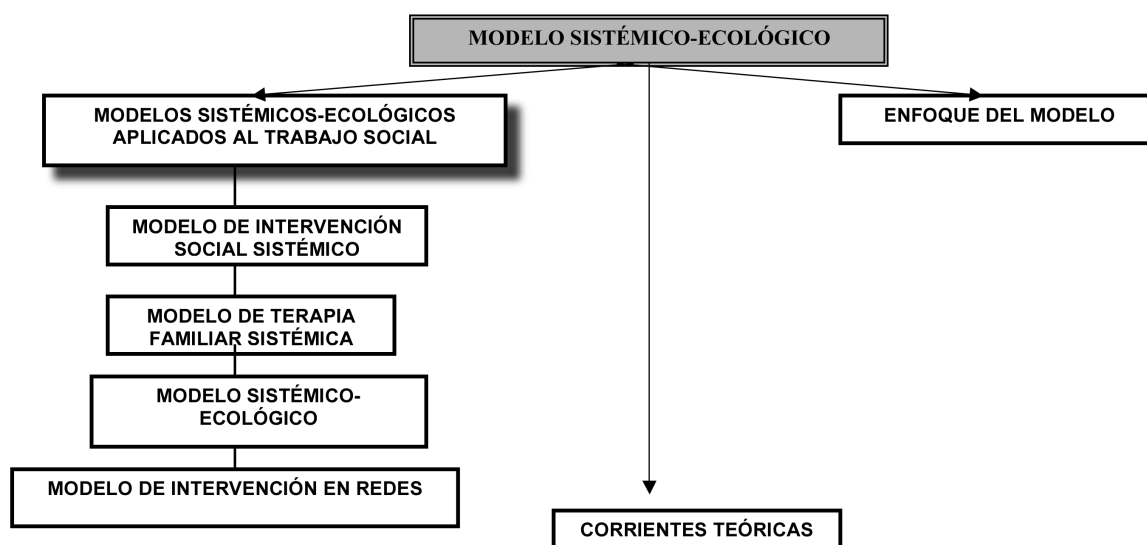 MODELO SISTÉMICO-ECOLÓGICO
MODELOS SISTÉMICOS-ECOLÓGICOS
APLICADOS AL TRABAJO SOCIAL
ENFOQUE DEL MODELO
MODELO DE INTERVENCIÓN
SOCIAL SISTÉMICO
MODELO DE TERAPIA
FAMILIAR SISTÉMICA
MODELO SISTÉMICO-
ECOLÓGICO
MODELO DE INTERVENCIÓN EN REDES
CORRIENTES TEÓRICAS